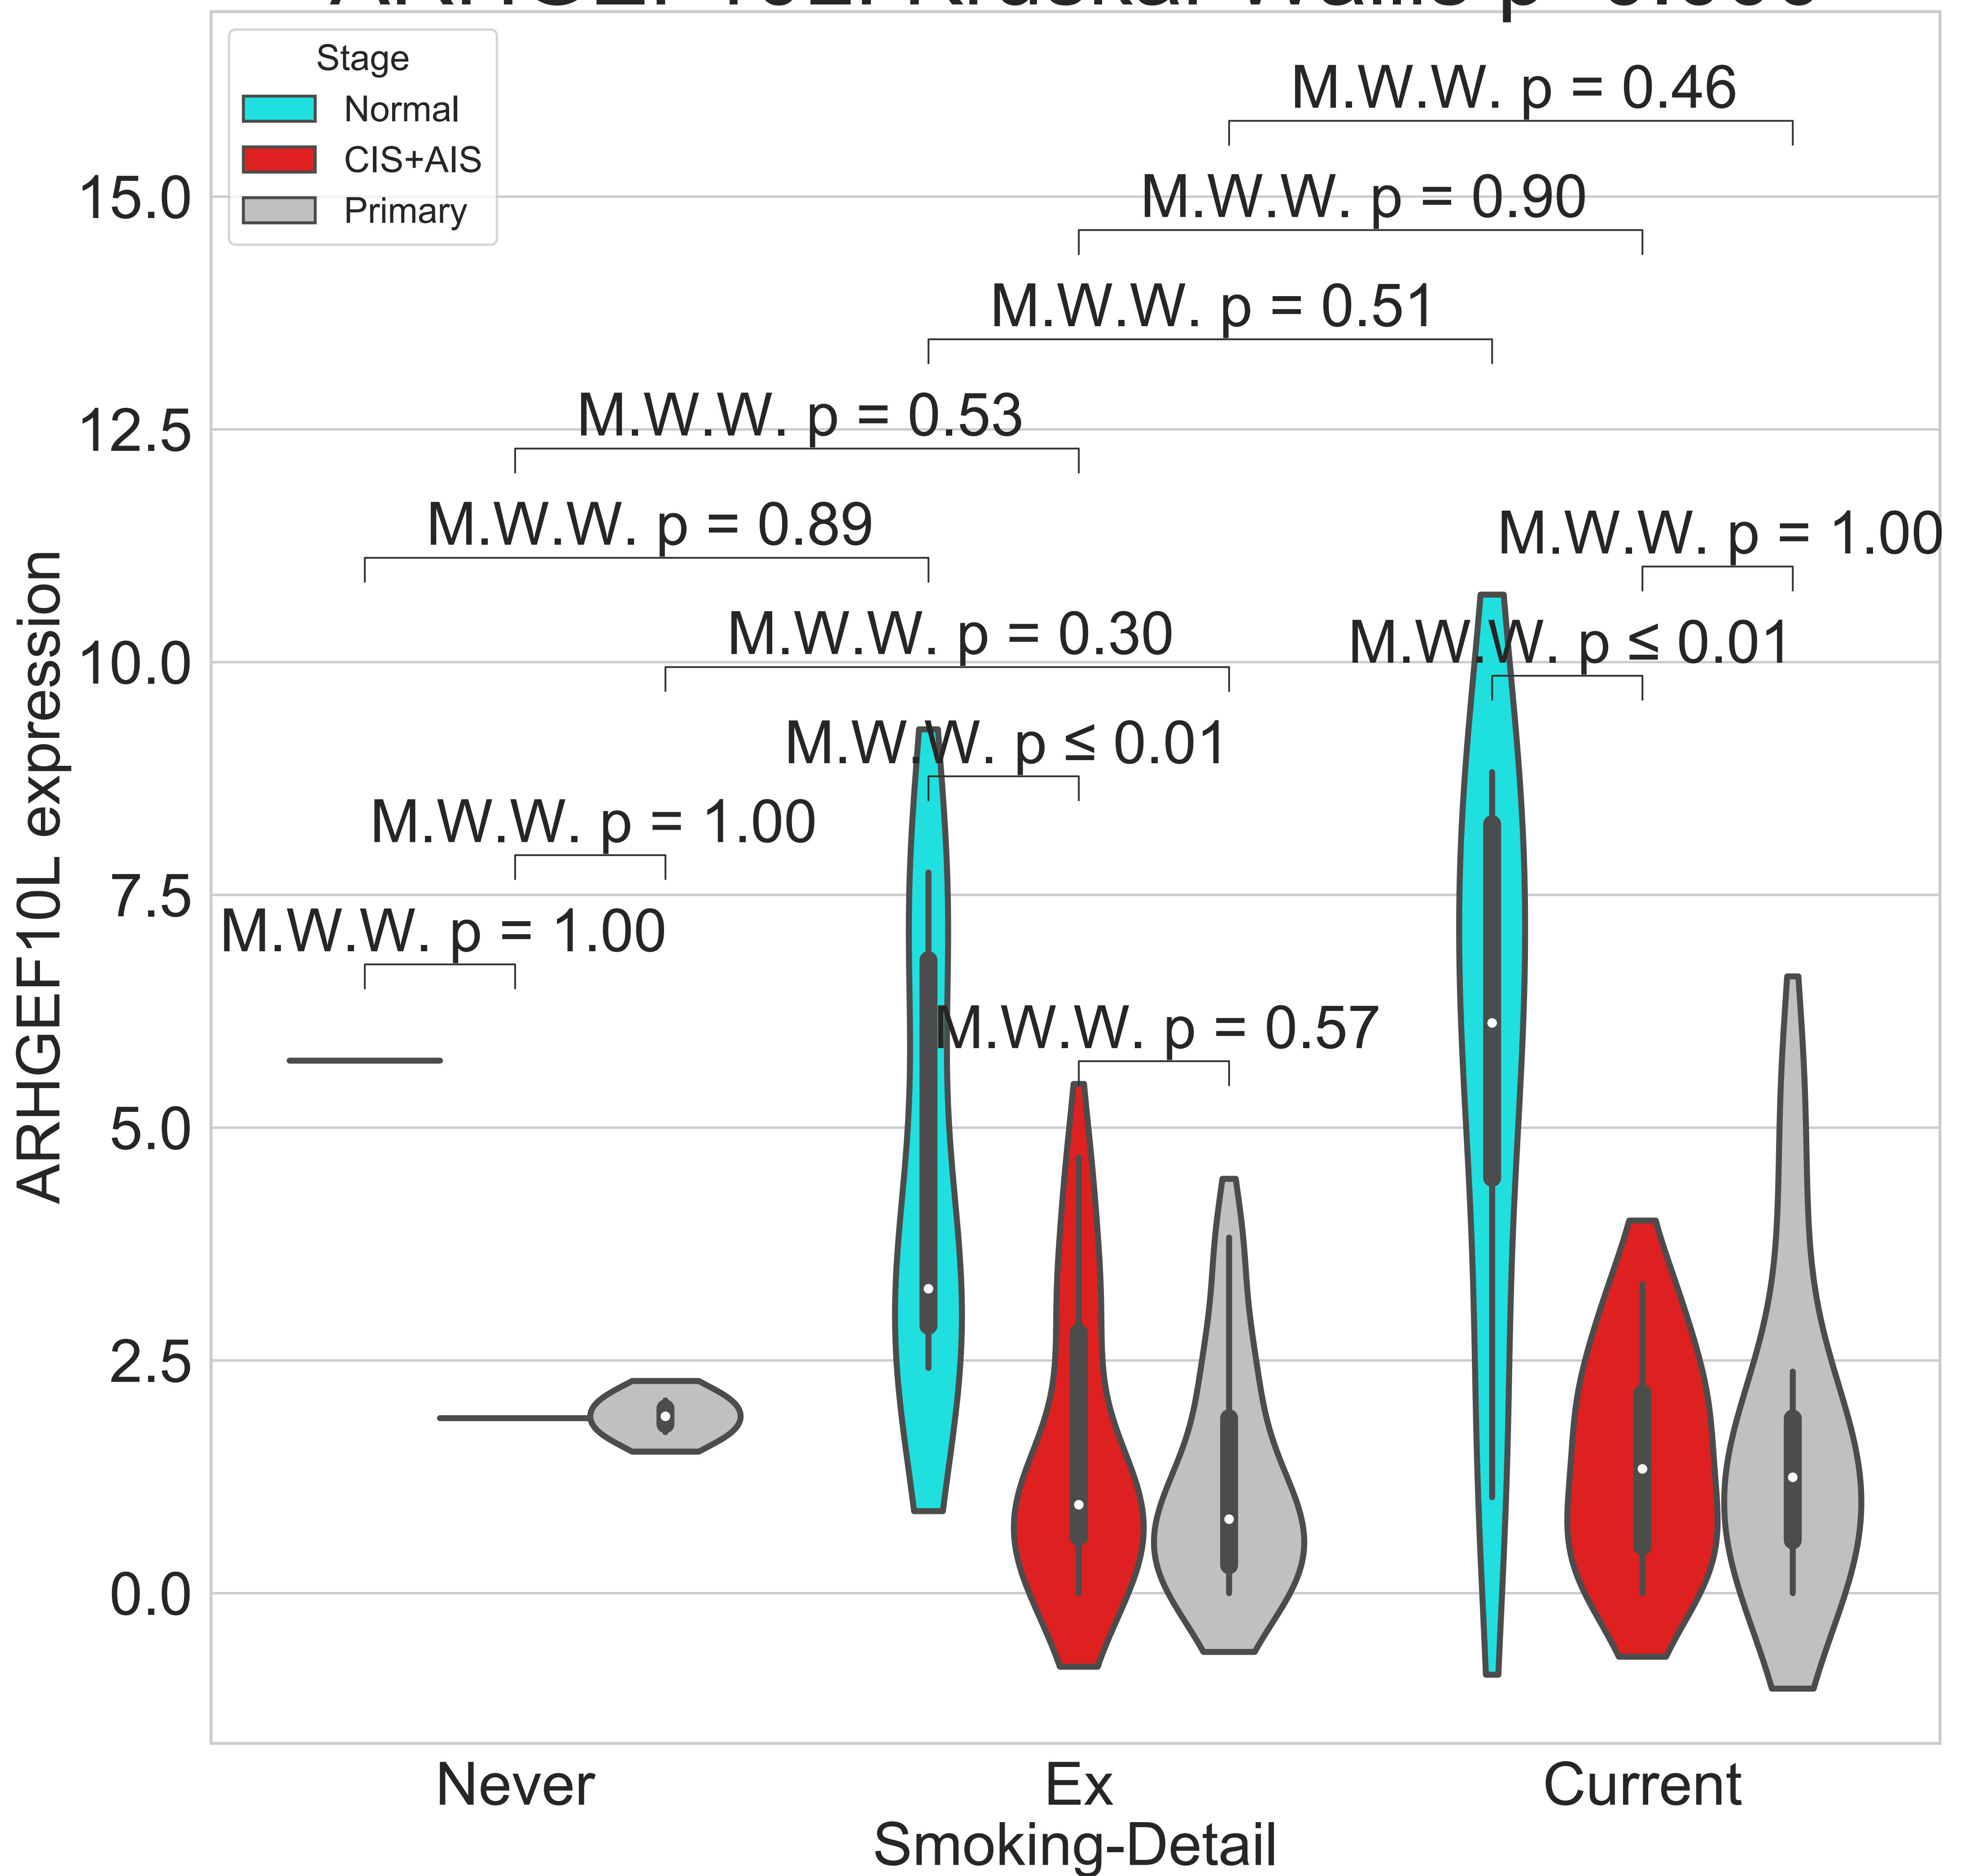 Stage
Normal
CIS+AIS
Primary
M.W.W. p = 0.46
15.0
M.W.W. p = 0.90
M.W.W. p = 0.51
12.5
M.W.W. p = 0.53
M.W.W. p = 0.89
M.W.W. p = 1.00
10.0
M.W.W. p = 0.30
M.W.W. p ≤ 0.01
M.W.W. p ≤ 0.01
M.W.W. p = 1.00
7.5
M.W.W. p = 1.00
M.W.W. p = 0.57
5.0
2.5
0.0
ARHGEF10L expression
Never
Ex
Current
Smoking-Detail